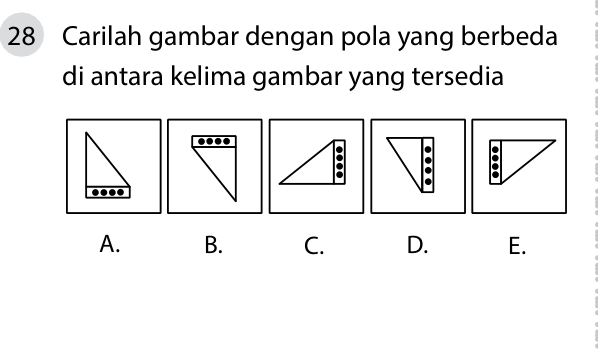 28 Carilah gambar dengan pola yang berbeda
di antara kelima gambar yang tersedia
A. B. C. D. E.